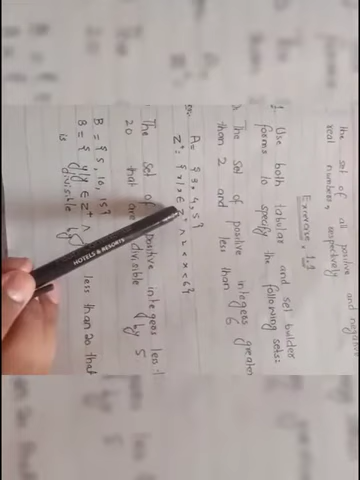 the set of all positive and negative
real numbers, respectively
Exercise 1.1
Use both tabular and set builder
forms to specify the following sets:
The set of positive integers greater
than 2 and less than 6
A = { 3, 4, 5 }
Z+ = { x | x ∈ Z+ ∧ 2 < x < 6 }
The set of positive integers less
20 that are divisible by 5
B = { 5, 10, 15 }
B = { y | y ∈ Z+ ∧ less than 20 that
is divisible by
HOTELS & RESORTS